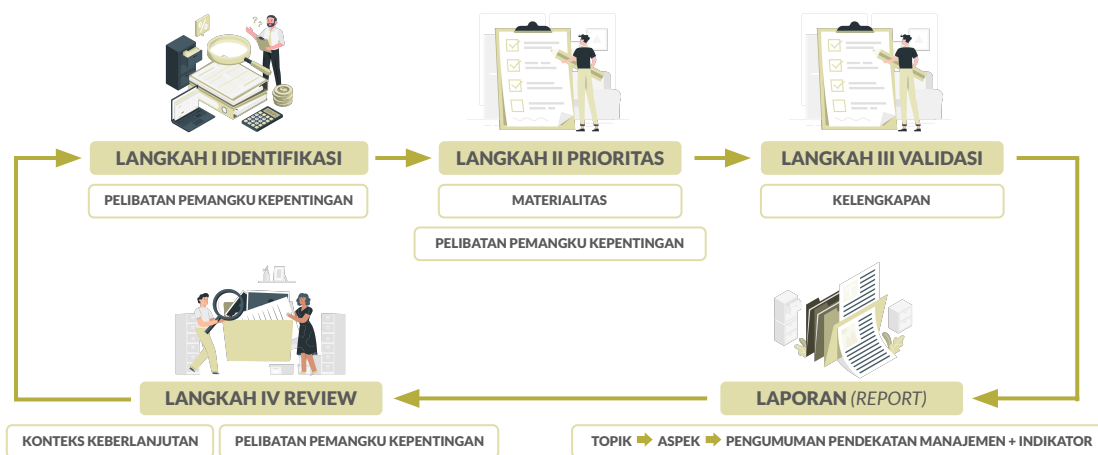 LANGKAH I IDENTIFIKASI
PELIBATAN PEMANGKU KEPENTINGAN
LANGKAH II PRIORITAS
MATERIALITAS
PELIBATAN PEMANGKU KEPENTINGAN
LANGKAH III VALIDASI
KELENGKAPAN
LAPORAN (REPORT)
TOPIK ASPEK PENGUMUMAN PENDEKATAN MANAJEMEN + INDIKATOR
LANGKAH IV REVIEW
KONTEKS KEBERLANJUTAN
PELIBATAN PEMANGKU KEPENTINGAN